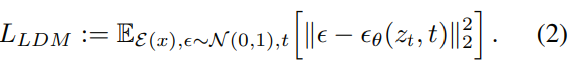 L_{LDM} := \mathbb{E}_{\mathcal{E}(x), \epsilon \sim \mathcal{N}(0,1), t} \Big[ \| \epsilon - \epsilon_\theta(z_t, t) \|_2^2 \Big] . (2)